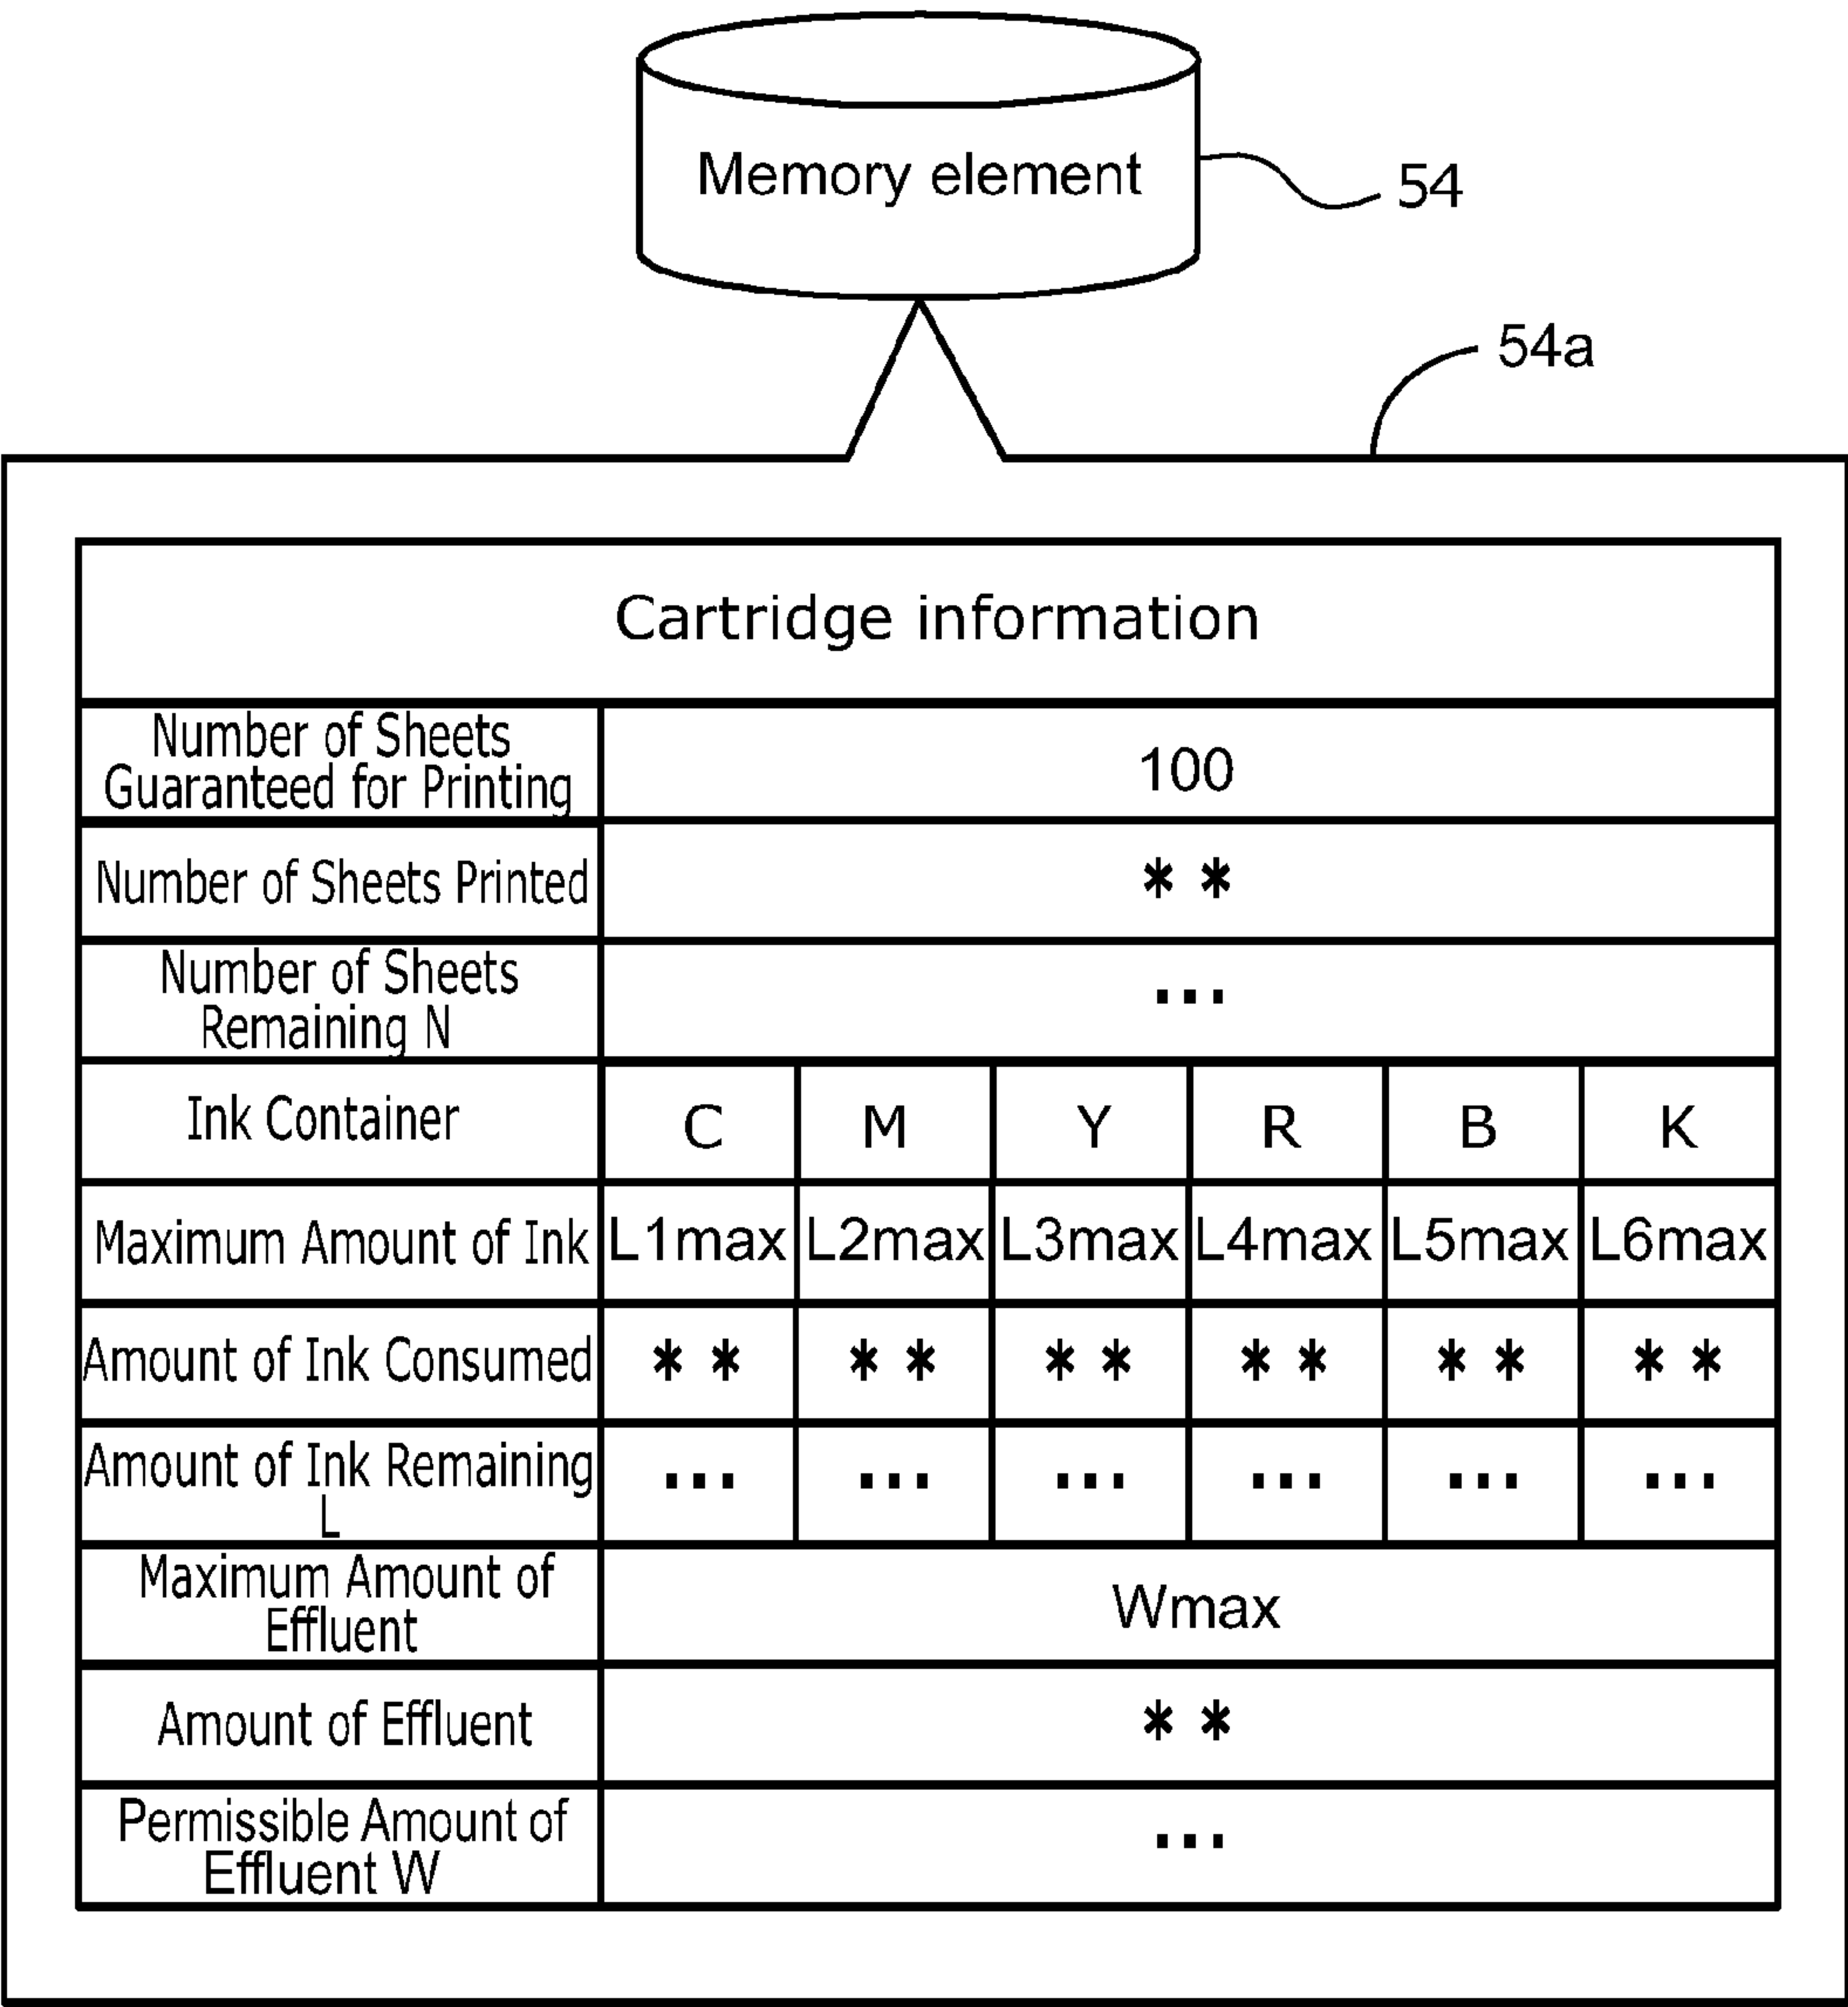 Memory element
54
54a
Cartridge information
Number of Sheets
Guaranteed for Printing
100
Number of Sheets Printed
* *
Number of Sheets
Remaining N
...
Ink Container
C M Y R B K
Maximum Amount of Ink
L1max L2max L3max L4max L5max L6max
Amount of Ink Consumed
* * * * * * * * * * * *
Amount of Ink Remaining
L
... ... ... ... ... ...
Maximum Amount of
Effluent
Wmax
Amount of Effluent
* *
Permissible Amount of
Effluent W
...